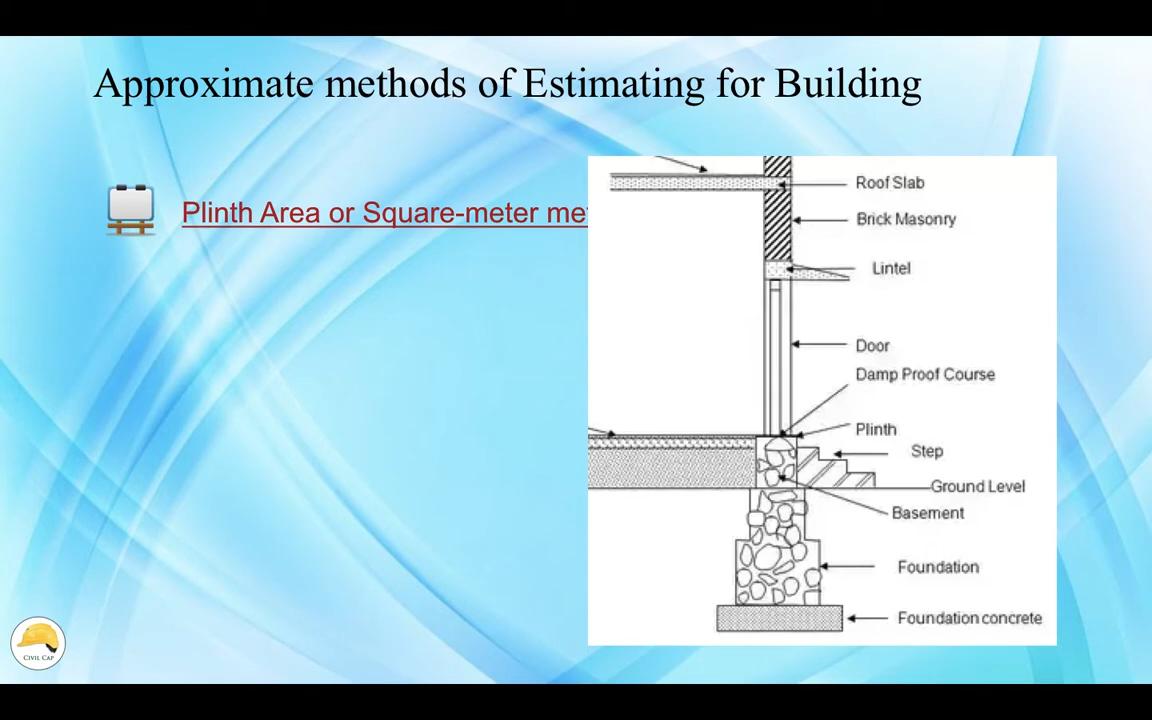 Approximate methods of Estimating for Building
Plinth Area or Square-meter me
Roof Slab
Brick Masonry
Lintel
Door
Damp Proof Course
Plinth
Step
Ground Level
Basement
Foundation
Foundation concrete
CIVIL CAP